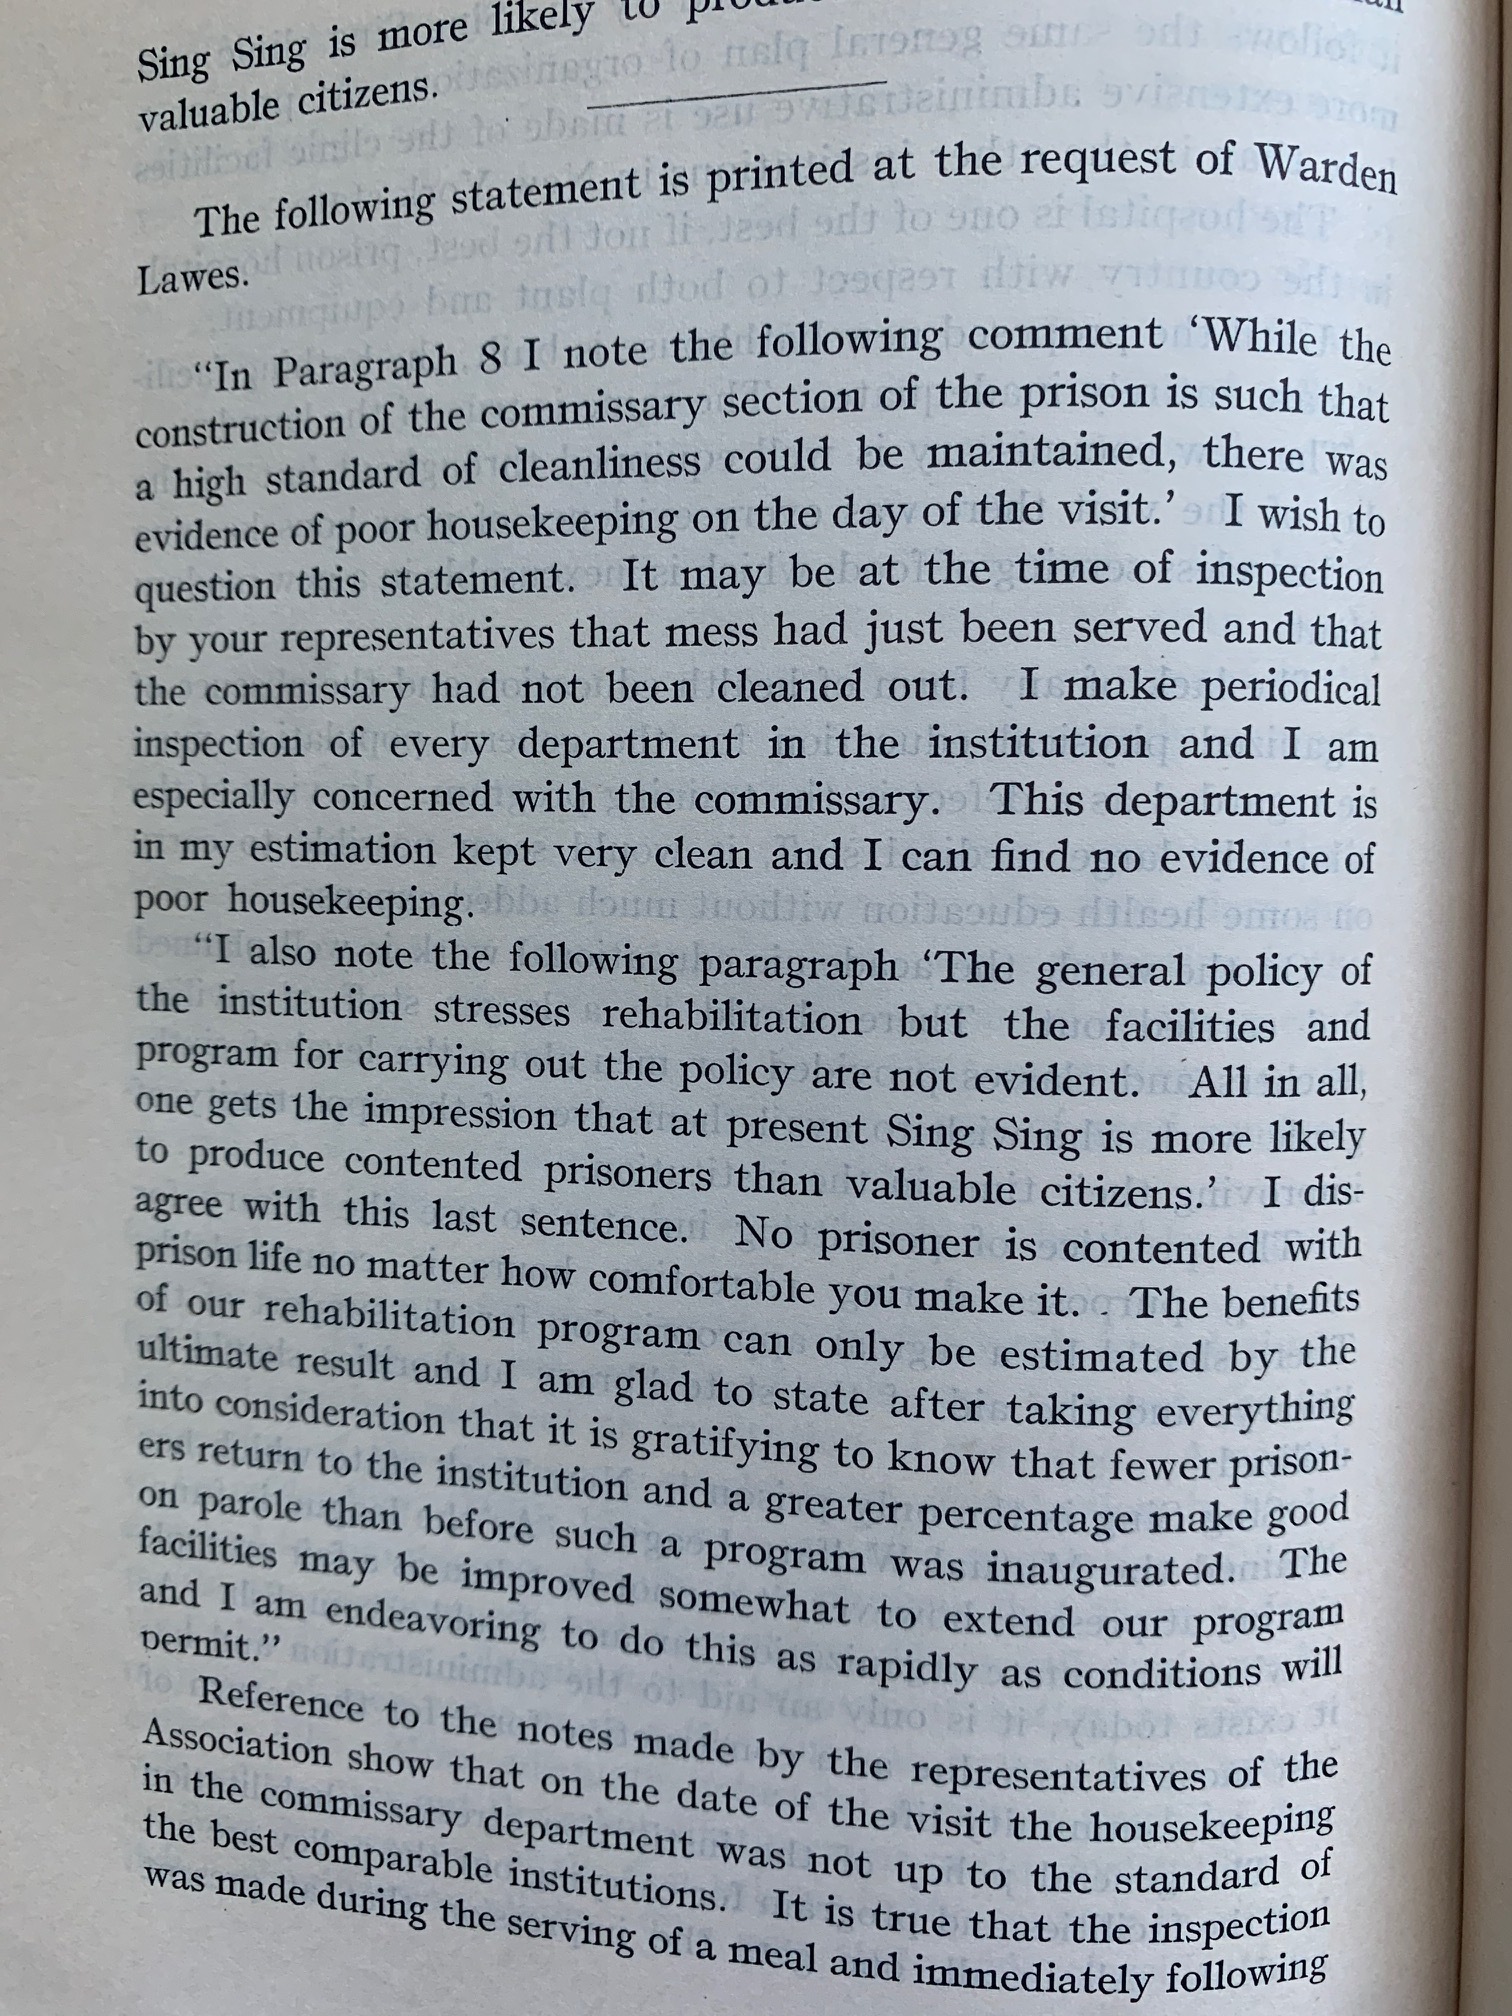 Sing Sing is more likely to
valuable citizens.
The following statement is printed at the request of Warden
Lawes.
“In Paragraph 8 I note the following comment ‘While the
construction of the commissary section of the prison is such that
a high standard of cleanliness could be maintained, there was
evidence of poor housekeeping on the day of the visit.’ I wish to
question this statement. It may be at the time of inspection
by your representatives that mess had just been served and that
the commissary had not been cleaned out. I make periodical
inspection of every department in the institution and I am
especially concerned with the commissary. This department is
in my estimation kept very clean and I can find no evidence of
poor housekeeping.
“I also note the following paragraph ‘The general policy of
the institution stresses rehabilitation but the facilities and
program for carrying out the policy are not evident. All in all,
one gets the impression that at present Sing Sing is more likely
to produce contented prisoners than valuable citizens.’ I dis-
agree with this last sentence. No prisoner is contented with
prison life no matter how comfortable you make it. The benefits
of our rehabilitation program can only be estimated by the
ultimate result and I am glad to state after taking everything
into consideration that it is gratifying to know that fewer prison-
ers return to the institution and a greater percentage make good
on parole than before such a program was inaugurated. The
facilities may be improved somewhat to extend our program
and I am endeavoring to do this as rapidly as conditions will
permit.”
Reference to the notes made by the representatives of the
Association show that on the date of the visit the housekeeping
in the commissary department was not up to the standard of
the best comparable institutions. It is true that the inspection
was made during the serving of a meal and immediately following